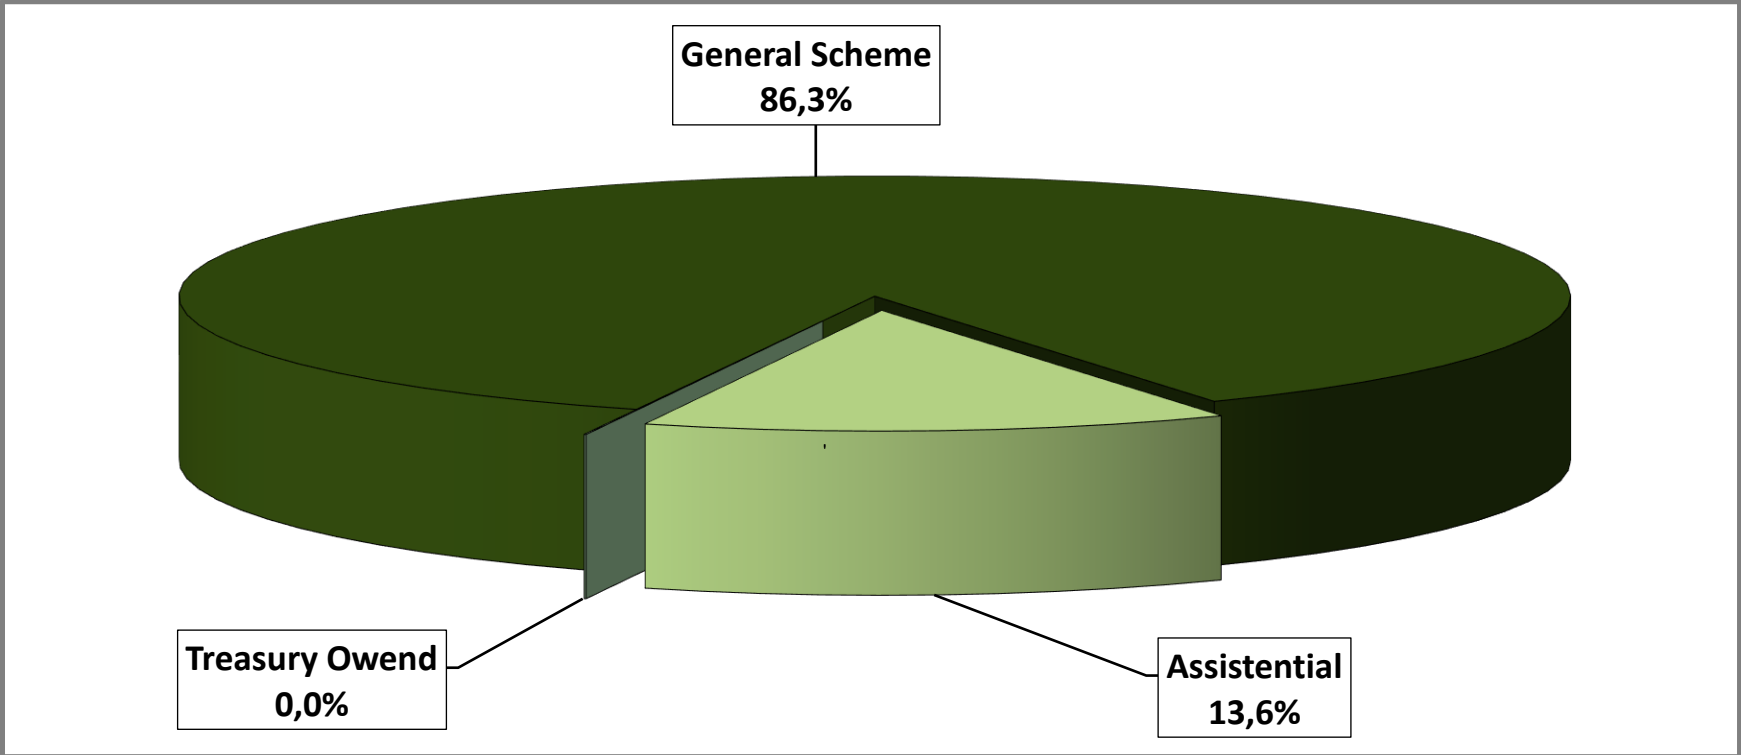 General Scheme
86,3%
Treasury Owend
0,0%
Assistential
13,6%